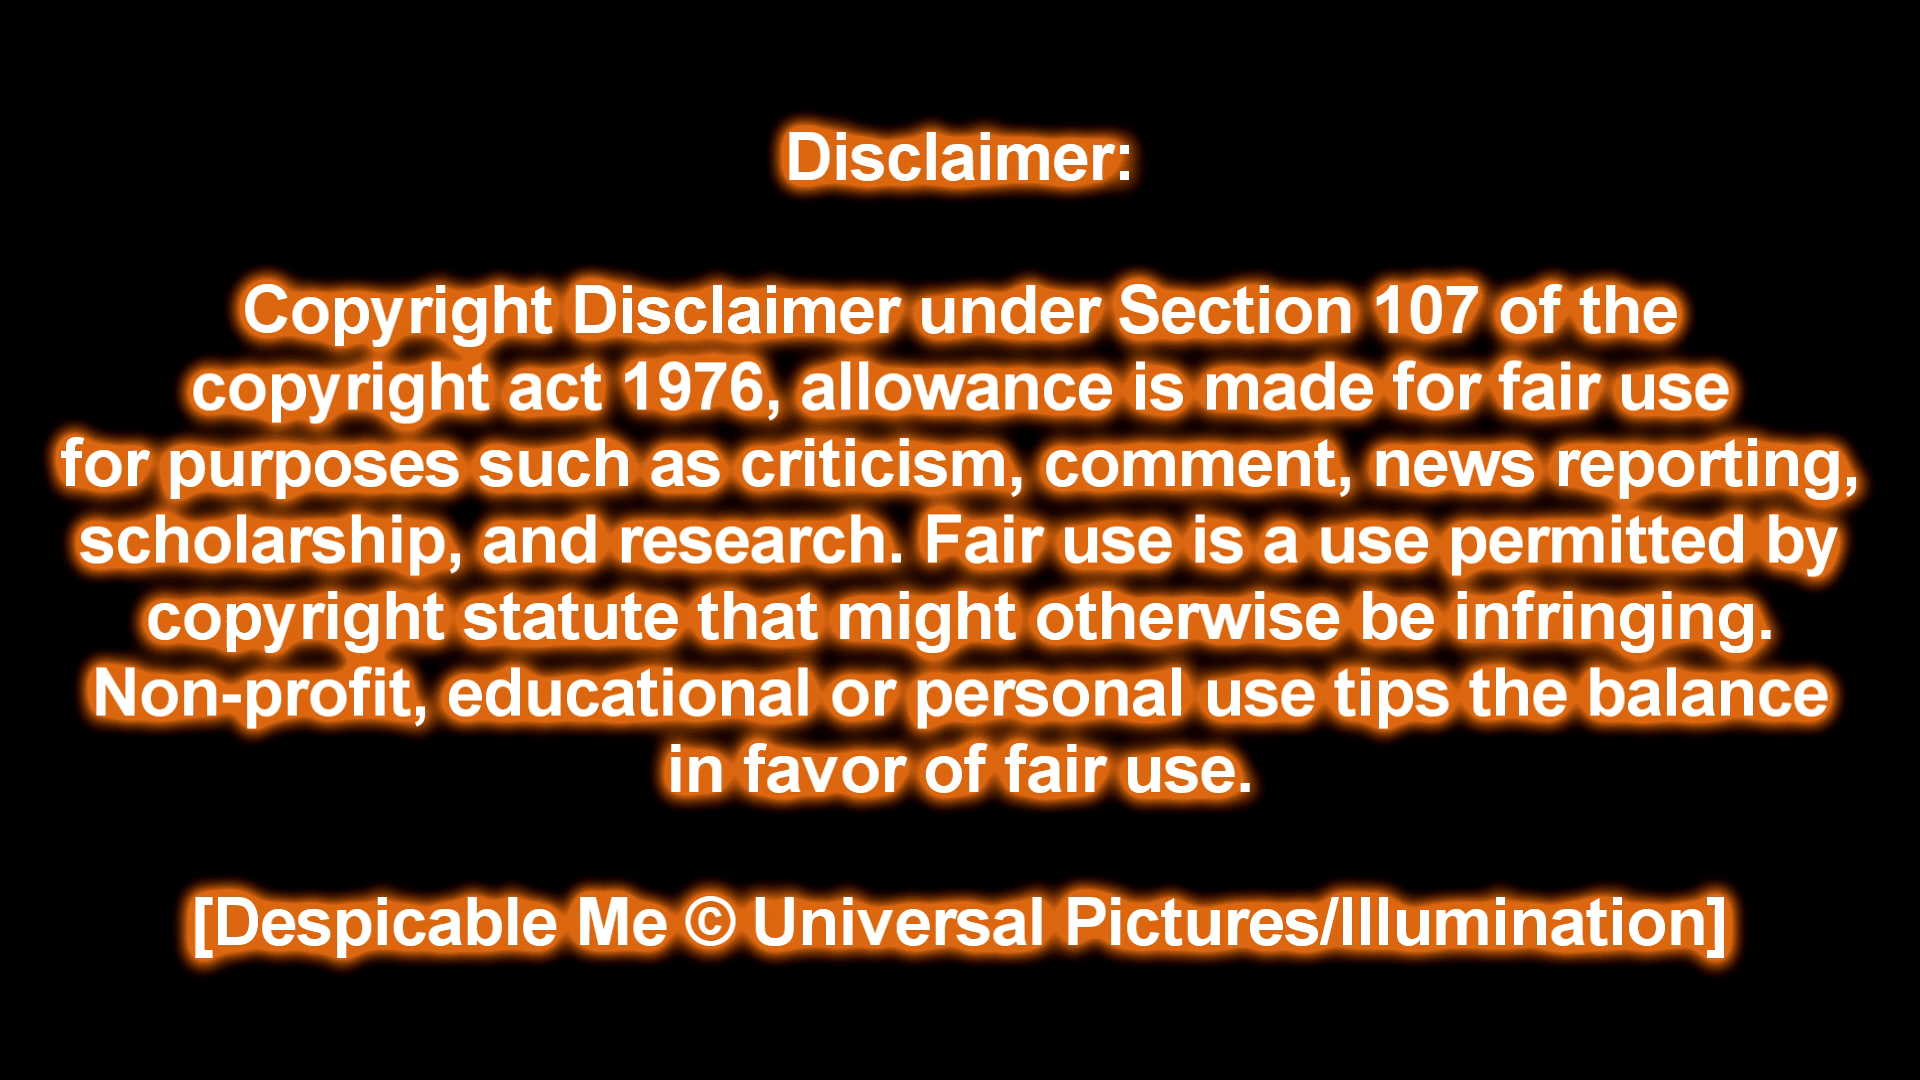 Disclaimer:
Copyright Disclaimer under Section 107 of the
copyright act 1976, allowance is made for fair use
for purposes such as criticism, comment, news reporting,
scholarship, and research. Fair use is a use permitted by
copyright statute that might otherwise be infringing.
Non-profit, educational or personal use tips the balance
in favor of fair use.
[Despicable Me © Universal Pictures/Illumination]